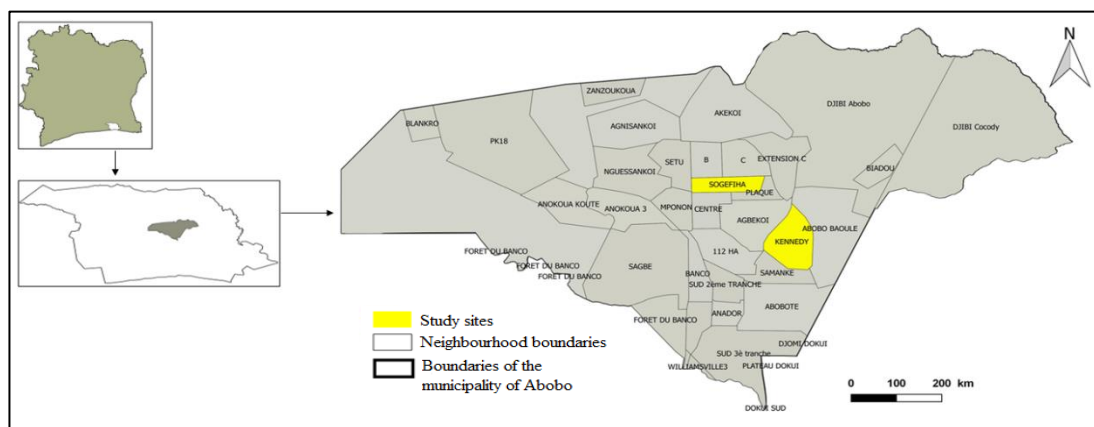 N
ZANZOUKOUA
DJIBI Abobo
DJIBI Cocody
BLANKRO
AKEKOI
AGNISANKOI
PK18
SETU
B
C
EXTENSION C
NGUESSANKOI
BIADOU
SOGEFIHA
PLAQUE
ANOKOUA KOUTE
ANOKOUA 3
MPONON
CENTRE
AGBEKOI
ABOBO BAOULE
KENNEDY
FORET DU BANCO
112 HA
FORET DU BANCO
SAGBE
FORET DU BANCO
BANCO
SAMANKE
SUD 2ème TRANCHE
ABOBOTE
FORET DU BANCO
ANADOR
DJOMI DOKUI
SUD 3è tranche
WILLIAMSVILLE3
PLATEAU DOKUI
DOKUI SUD
Study sites
Neighbourhood boundaries
Boundaries of the
municipality of Abobo
0 100 200 km